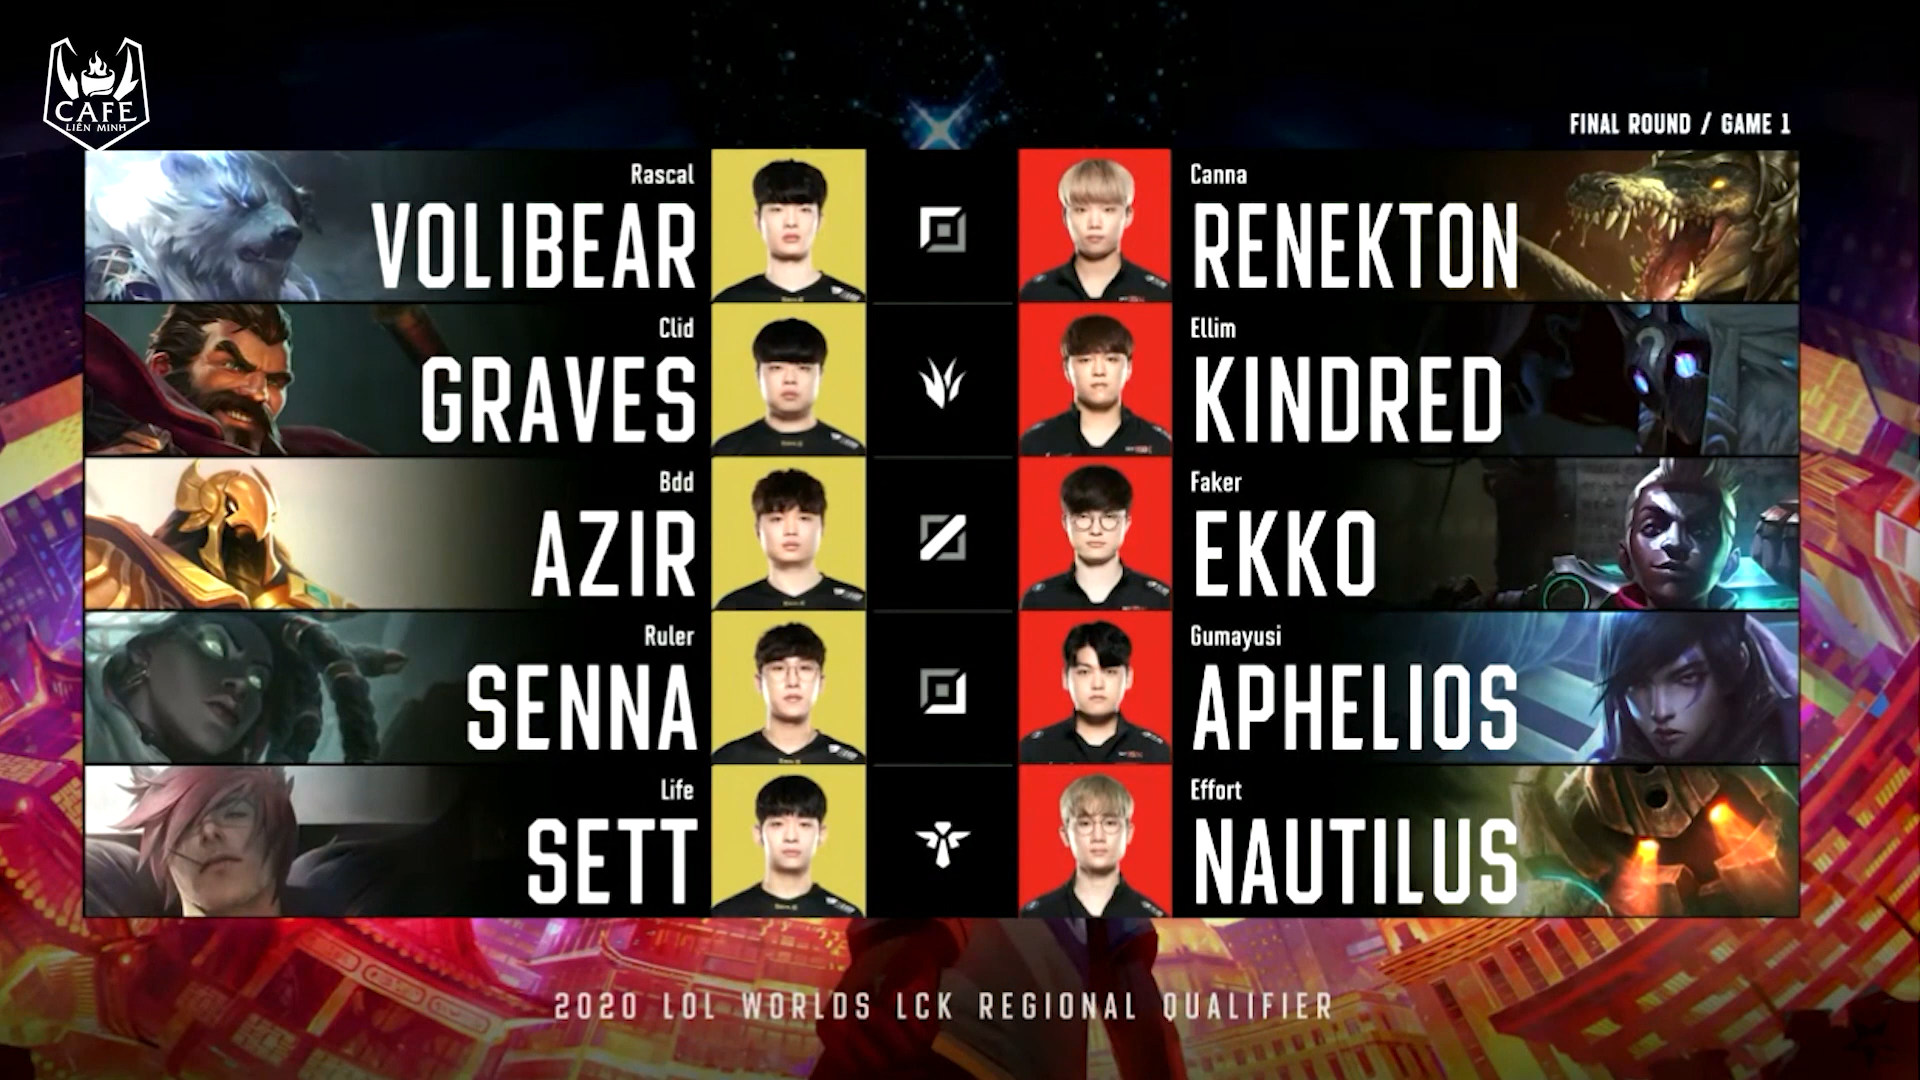 CAFE
LIÊN MINH
FINAL ROUND / GAME 1
Rascal
VOLIBEAR
Canna
RENEKTON
Clid
GRAVES
Ellim
KINDRED
Bdd
AZIR
Faker
EKKO
Ruler
SENNA
Gumayusi
APHELIOS
Life
SETT
Effort
NAUTILUS
2020 LOL WORLDS LCK REGIONAL QUALIFIER